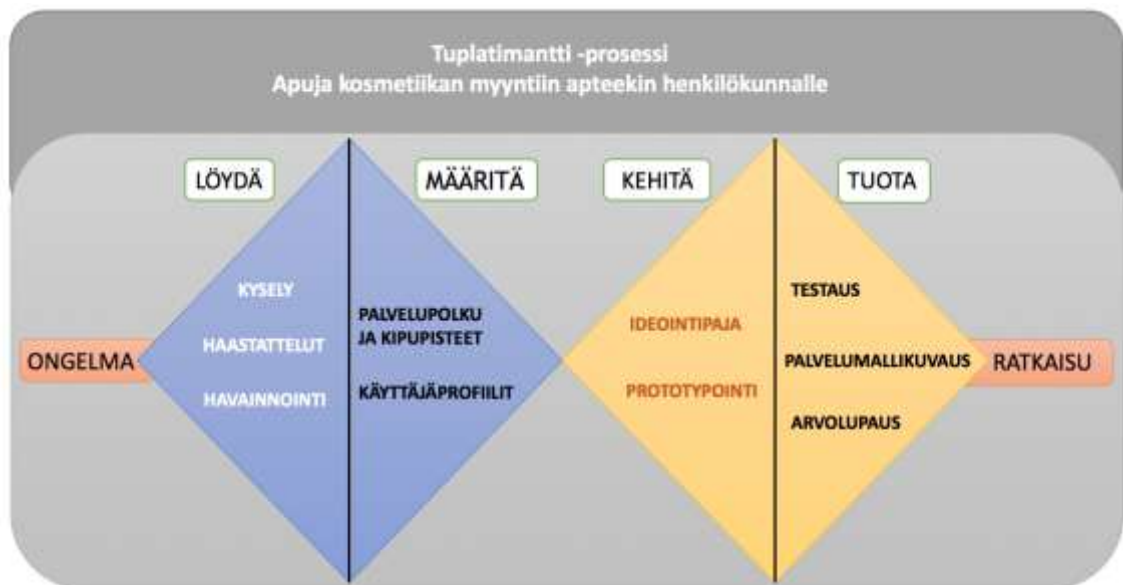 Tuplatimantti -prosessi
Apuja kosmetiikan myyntiin apteekin henkilökunnalle
LÖYDÄ
MÄÄRITÄ
KEHITÄ
TUOTA
ONGELMA
KYSELY
HAASTATTELUT
HAVAINNOINTI
PALVELUPOLKU
JA KIPUPISTEET
KÄYTTÄJÄPROFIILIT
IDEOINTIPAJA
PROTOTYPOINTI
TESTAUS
PALVELUMALLIKUVAUS
ARVOLUPAUS
RATKAISU